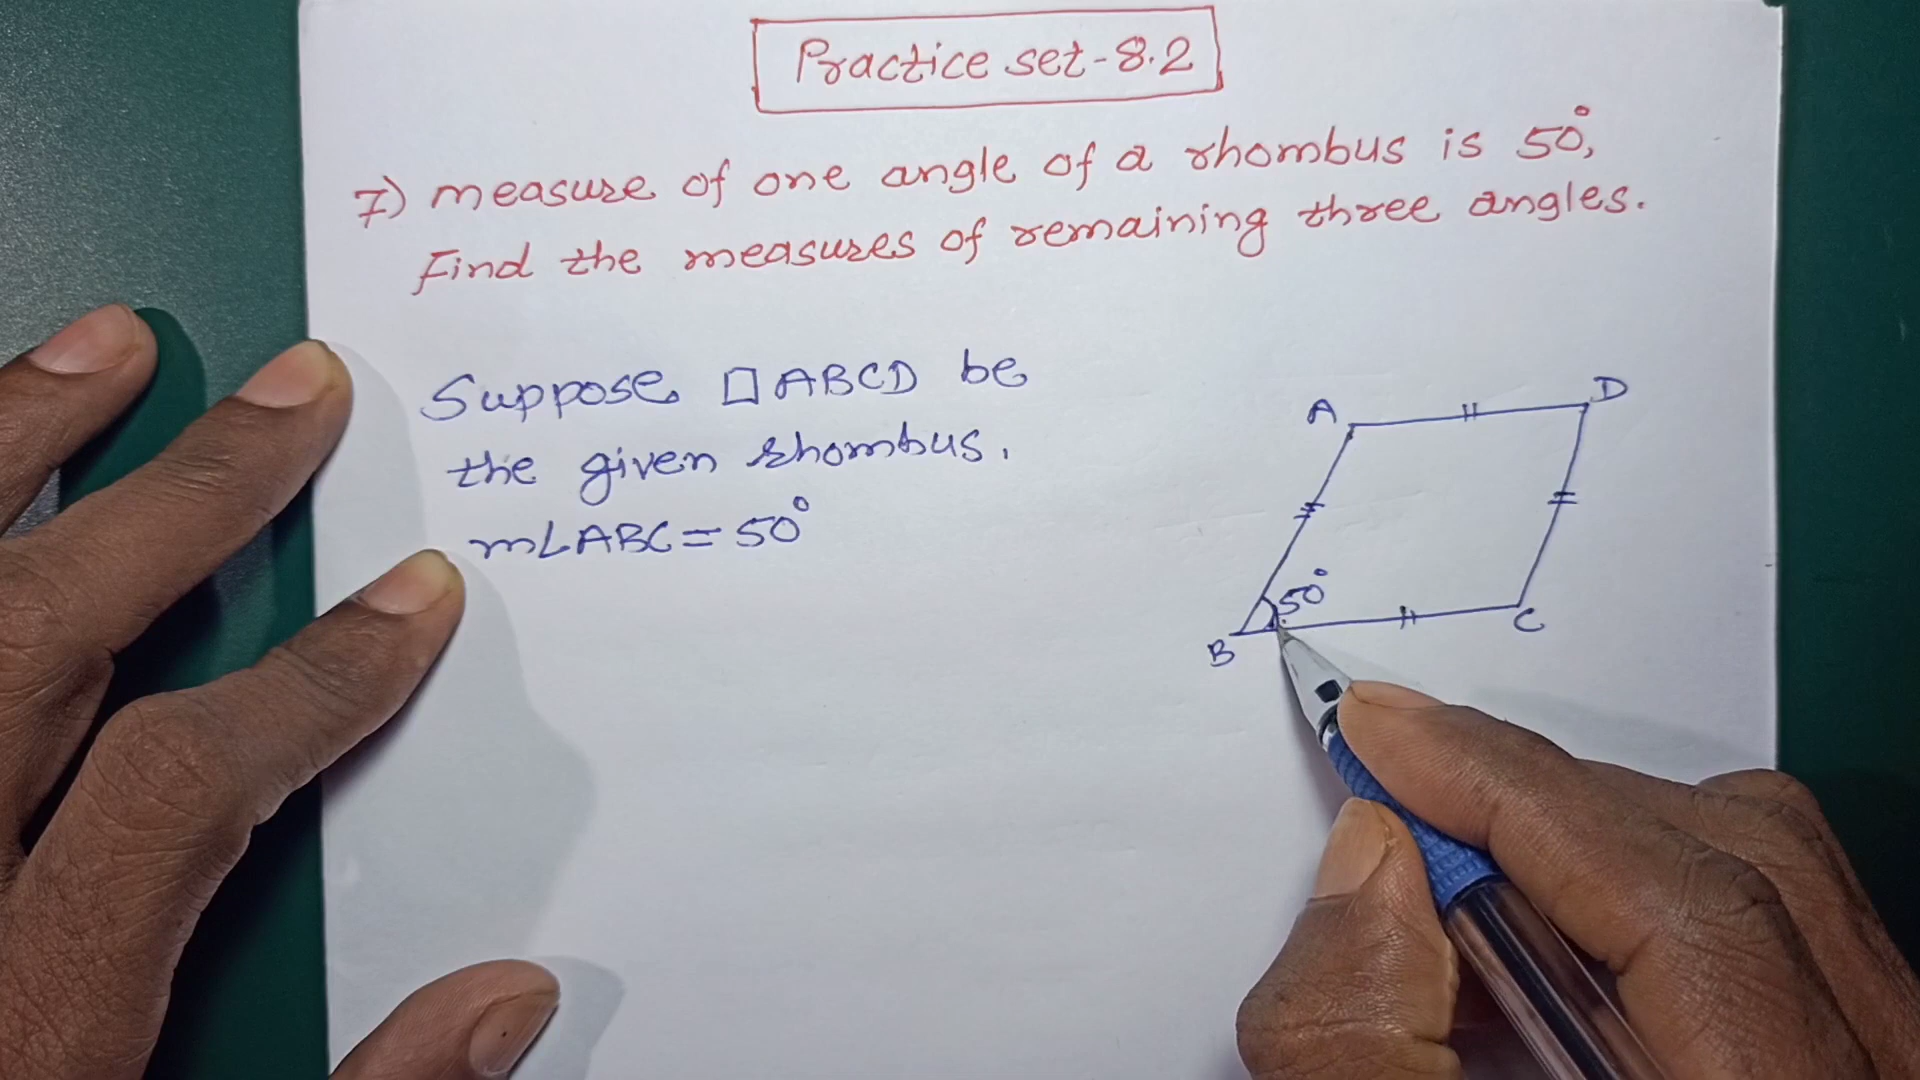 Practice set-8.2
7) measure of one angle of a rhombus is 50°,
Find the measures of remaining three angles.
Suppose □ABCD be
the given rhombus.
m∠ABC = 50°
A
D
50°
B
C